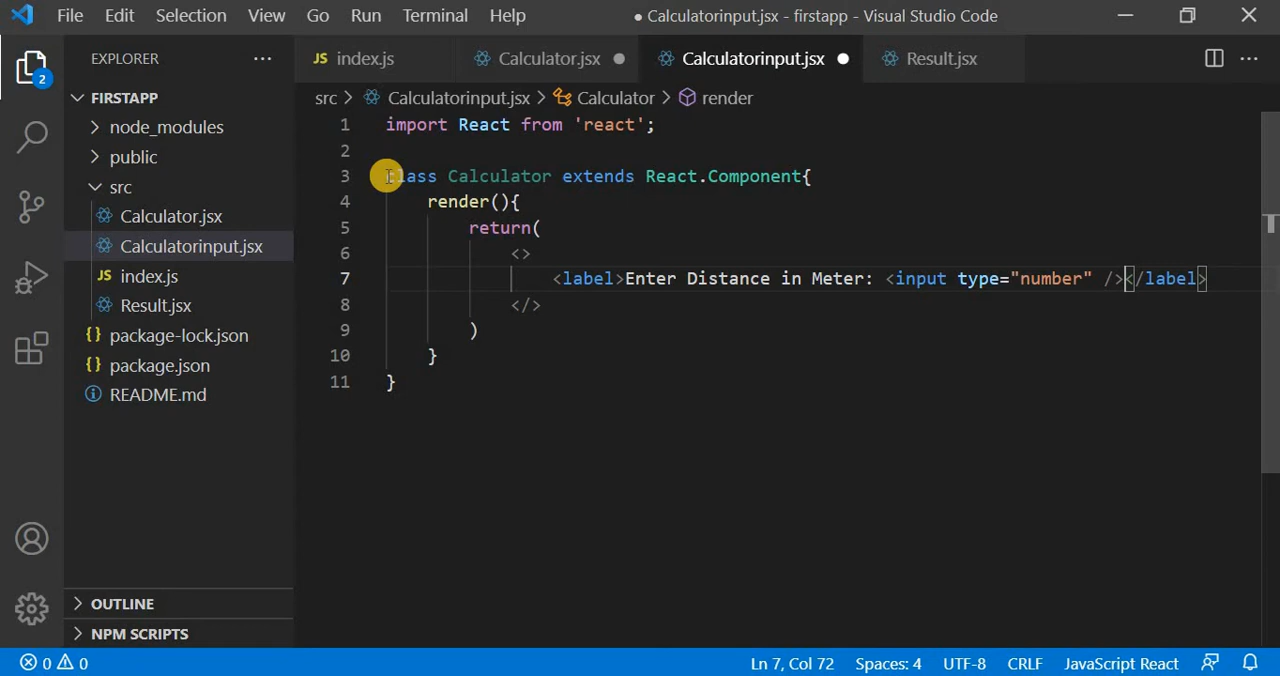 File Edit Selection View Go Run Terminal Help ● Calculatorinput.jsx - firstapp - Visual Studio Code
EXPLORER ...
JS index.js Calculator.jsx Calculatorinput.jsx Result.jsx ...
2
FIRSTAPP
node_modules
public
src
Calculator.jsx
Calculatorinput.jsx
JS index.js
Result.jsx
{} package-lock.json
{} package.json
README.md
OUTLINE
NPM SCRIPTS
src > Calculatorinput.jsx > Calculator > render
1 import React from 'react';
2
3 class Calculator extends React.Component{
4 render(){
5 return(
6 <>
7 <label>Enter Distance in Meter: <input type="number" /></label>
8 </>
9 )
10 }
11 }
0 0 Ln 7, Col 72 Spaces: 4 UTF-8 CRLF JavaScript React